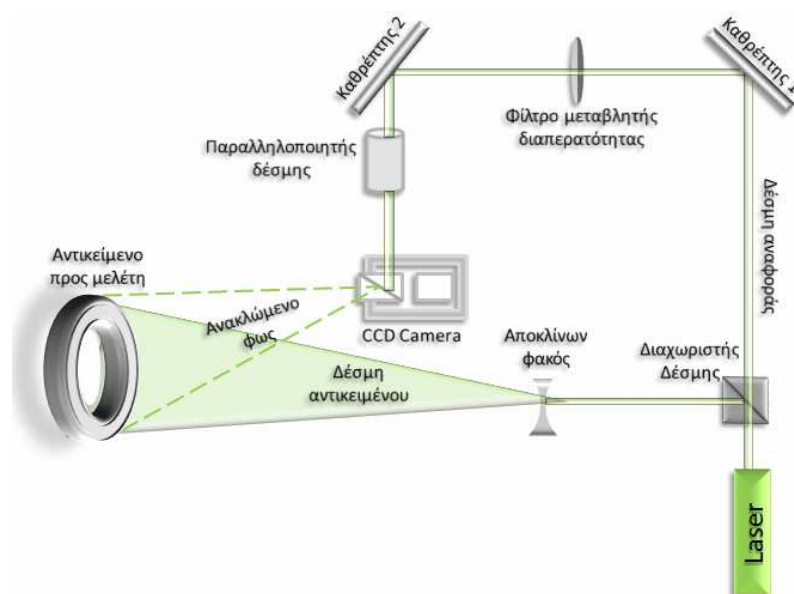 Καθρέπτης 2
Καθρέπτης 1
Φίλτρο μεταβλητής
διαπερατότητας
Παραλληλοποιητής
δέσμης
Δέσμη αναφοράς
Αντικείμενο
προς μελέτη
Ανακλώμενο
φως
CCD Camera
Αποκλίνων
φακός
Διαχωριστής
Δέσμης
Δέσμη
αντικειμένου
Laser